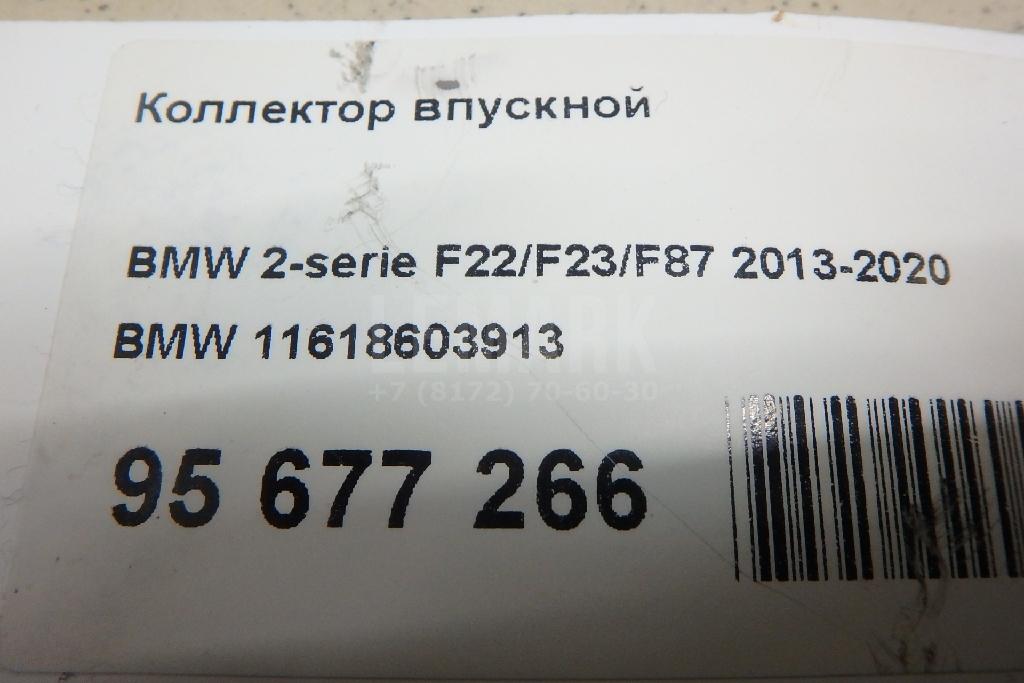 Коллектор впускной
BMW 2-serie F22/F23/F87 2013-2020
BMW 11618603913
LEMARK
+7 (8172) 70-60-30
95 677 266